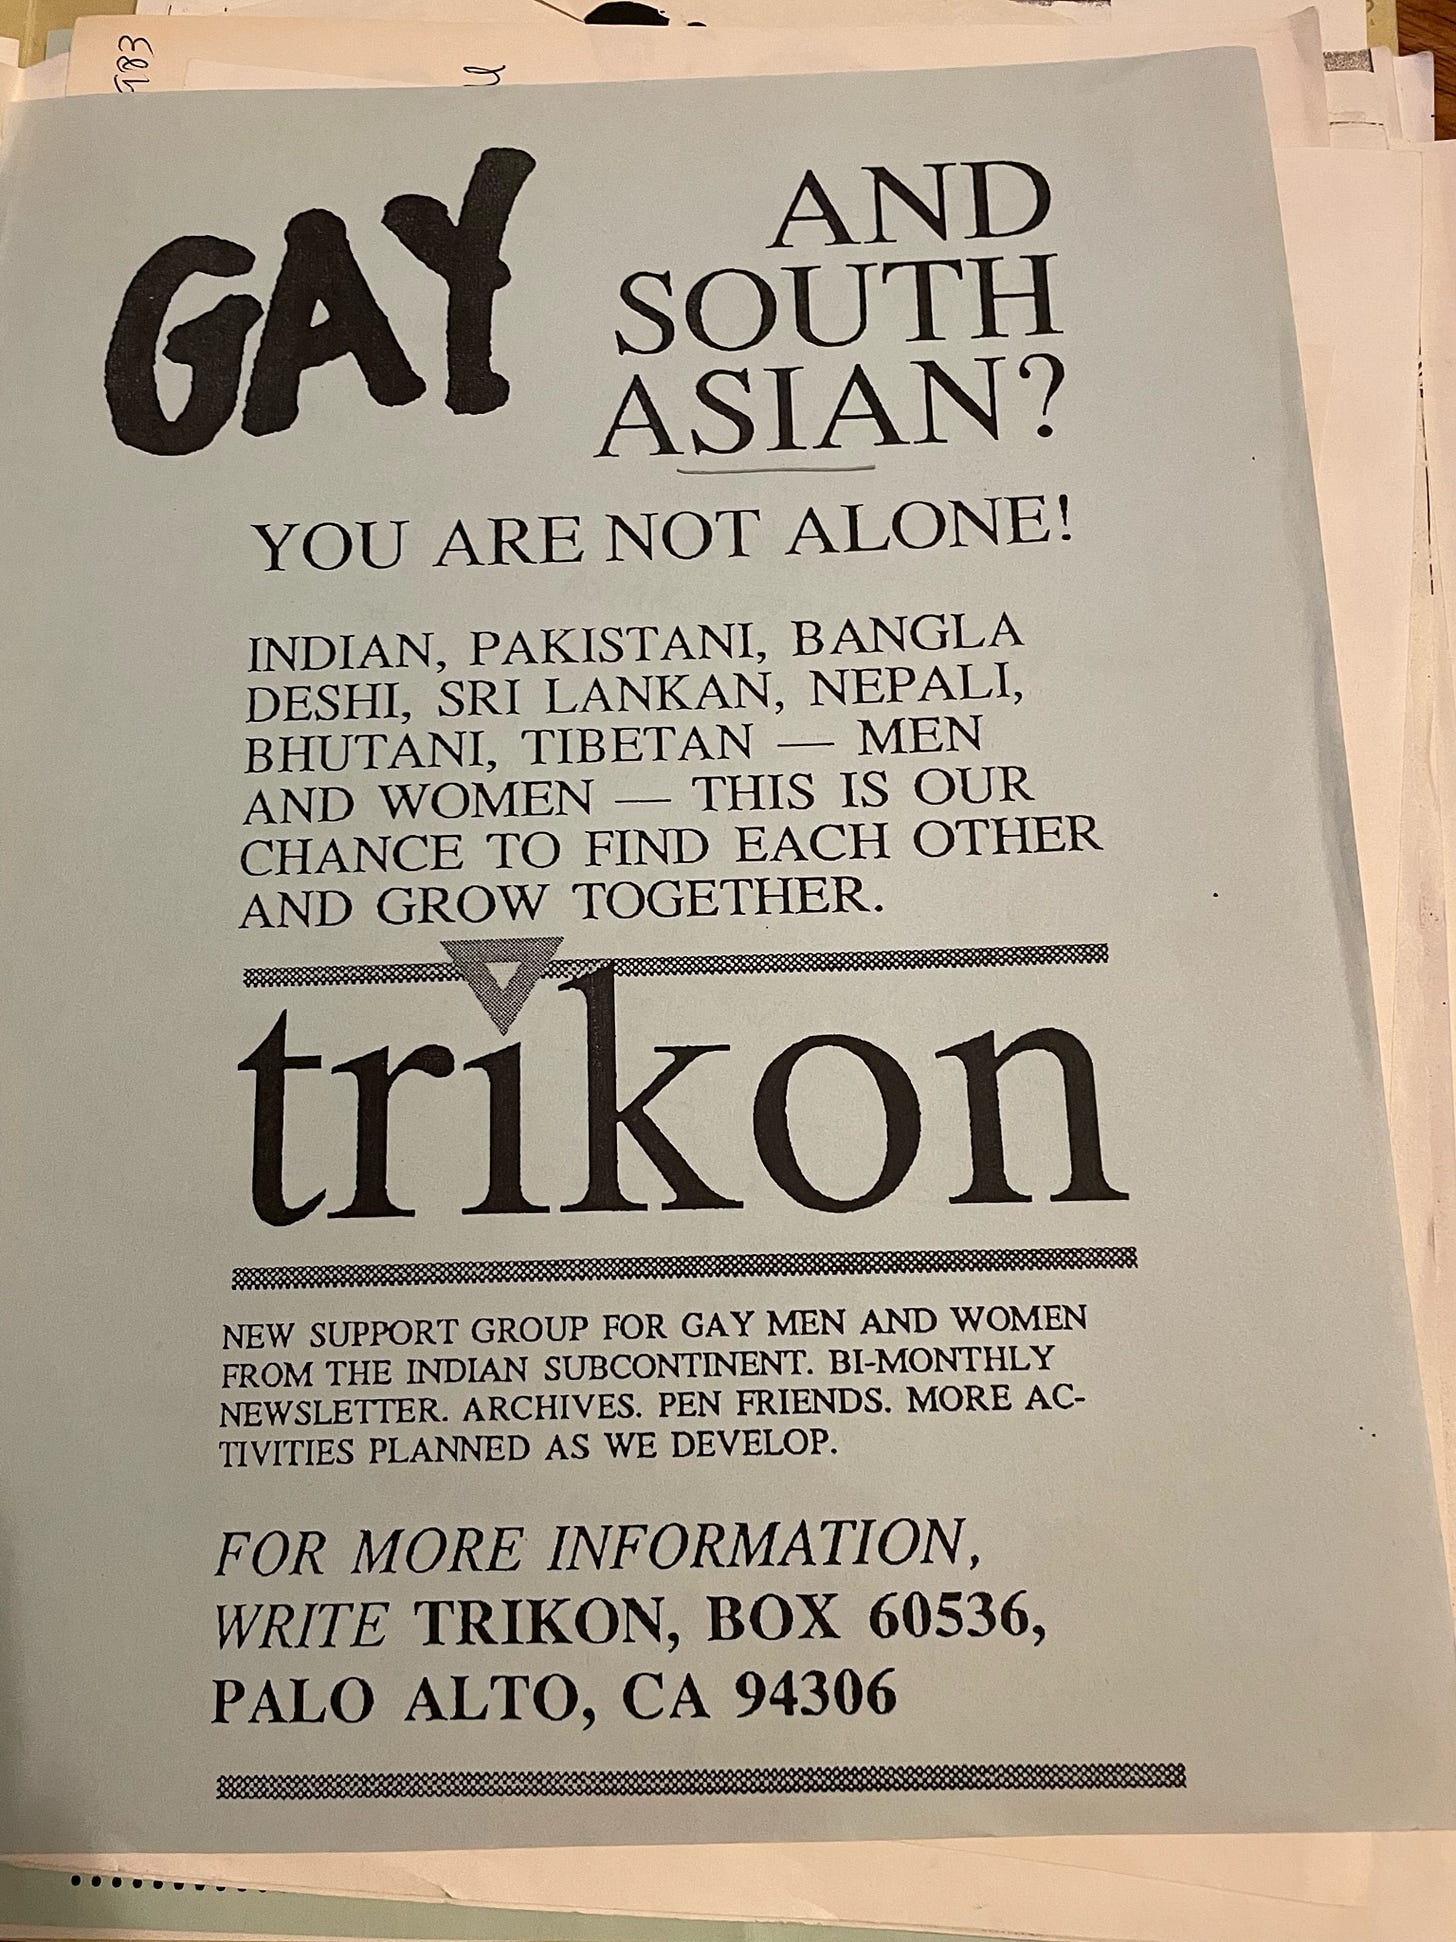 GAY
AND
SOUTH
ASIAN?
YOU ARE NOT ALONE!
INDIAN, PAKISTANI, BANGLA
DESHI, SRI LANKAN, NEPALI,
BHUTANI, TIBETAN — MEN
AND WOMEN — THIS IS OUR
CHANCE TO FIND EACH OTHER
AND GROW TOGETHER.
trikon
NEW SUPPORT GROUP FOR GAY MEN AND WOMEN
FROM THE INDIAN SUBCONTINENT. BI-MONTHLY
NEWSLETTER. ARCHIVES. PEN FRIENDS. MORE AC-
TIVITIES PLANNED AS WE DEVELOP.
FOR MORE INFORMATION,
WRITE TRIKON, BOX 60536,
PALO ALTO, CA 94306